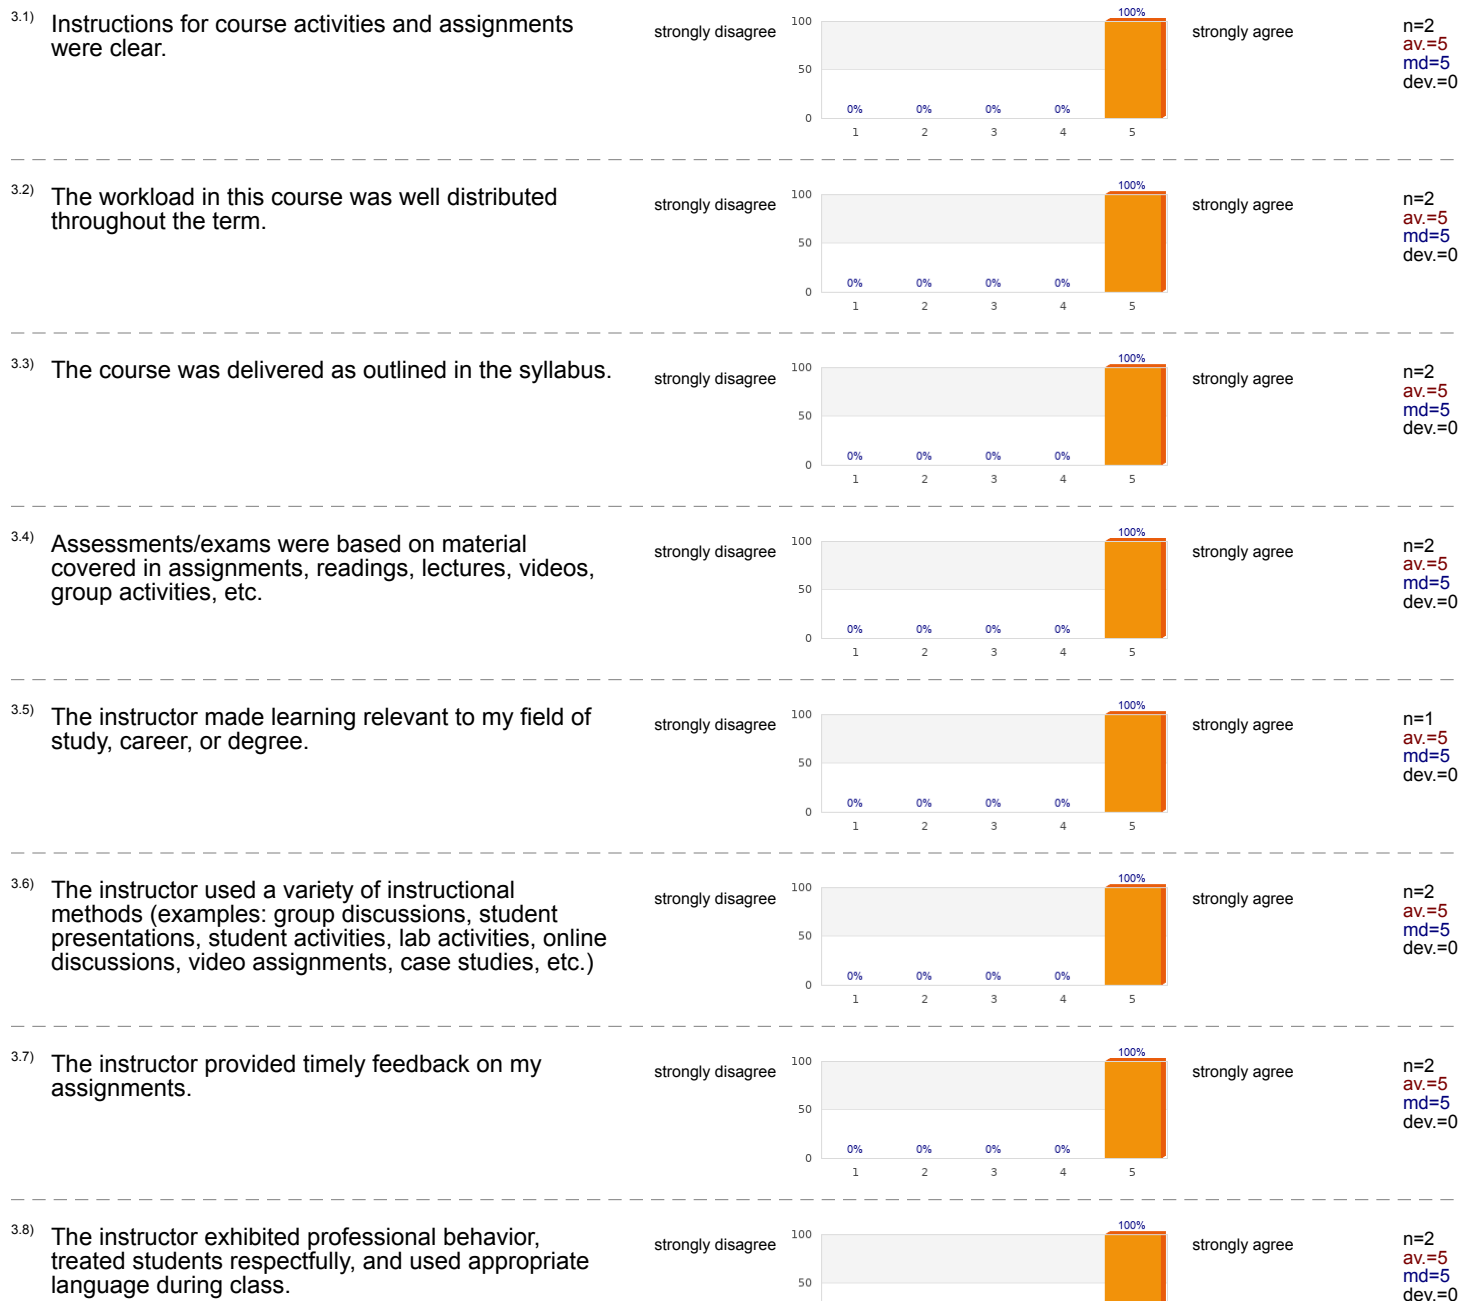 3.1) Instructions for course activities and assignments
were clear.
strongly disagree
100
50
0
0% 0% 0% 0% 100%
1 2 3 4 5
strongly agree
n=2
av.=5
md=5
dev.=0
3.2) The workload in this course was well distributed
throughout the term.
strongly disagree
100
50
0
0% 0% 0% 0% 100%
1 2 3 4 5
strongly agree
n=2
av.=5
md=5
dev.=0
3.3) The course was delivered as outlined in the syllabus.
strongly disagree
100
50
0
0% 0% 0% 0% 100%
1 2 3 4 5
strongly agree
n=2
av.=5
md=5
dev.=0
3.4) Assessments/exams were based on material
covered in assignments, readings, lectures, videos,
group activities, etc.
strongly disagree
100
50
0
0% 0% 0% 0% 100%
1 2 3 4 5
strongly agree
n=2
av.=5
md=5
dev.=0
3.5) The instructor made learning relevant to my field of
study, career, or degree.
strongly disagree
100
50
0
0% 0% 0% 0% 100%
1 2 3 4 5
strongly agree
n=1
av.=5
md=5
dev.=0
3.6) The instructor used a variety of instructional
methods (examples: group discussions, student
presentations, student activities, lab activities, online
discussions, video assignments, case studies, etc.)
strongly disagree
100
50
0
0% 0% 0% 0% 100%
1 2 3 4 5
strongly agree
n=2
av.=5
md=5
dev.=0
3.7) The instructor provided timely feedback on my
assignments.
strongly disagree
100
50
0
0% 0% 0% 0% 100%
1 2 3 4 5
strongly agree
n=2
av.=5
md=5
dev.=0
3.8) The instructor exhibited professional behavior,
treated students respectfully, and used appropriate
language during class.
strongly disagree
100
50
100%
strongly agree
n=2
av.=5
md=5
dev.=0